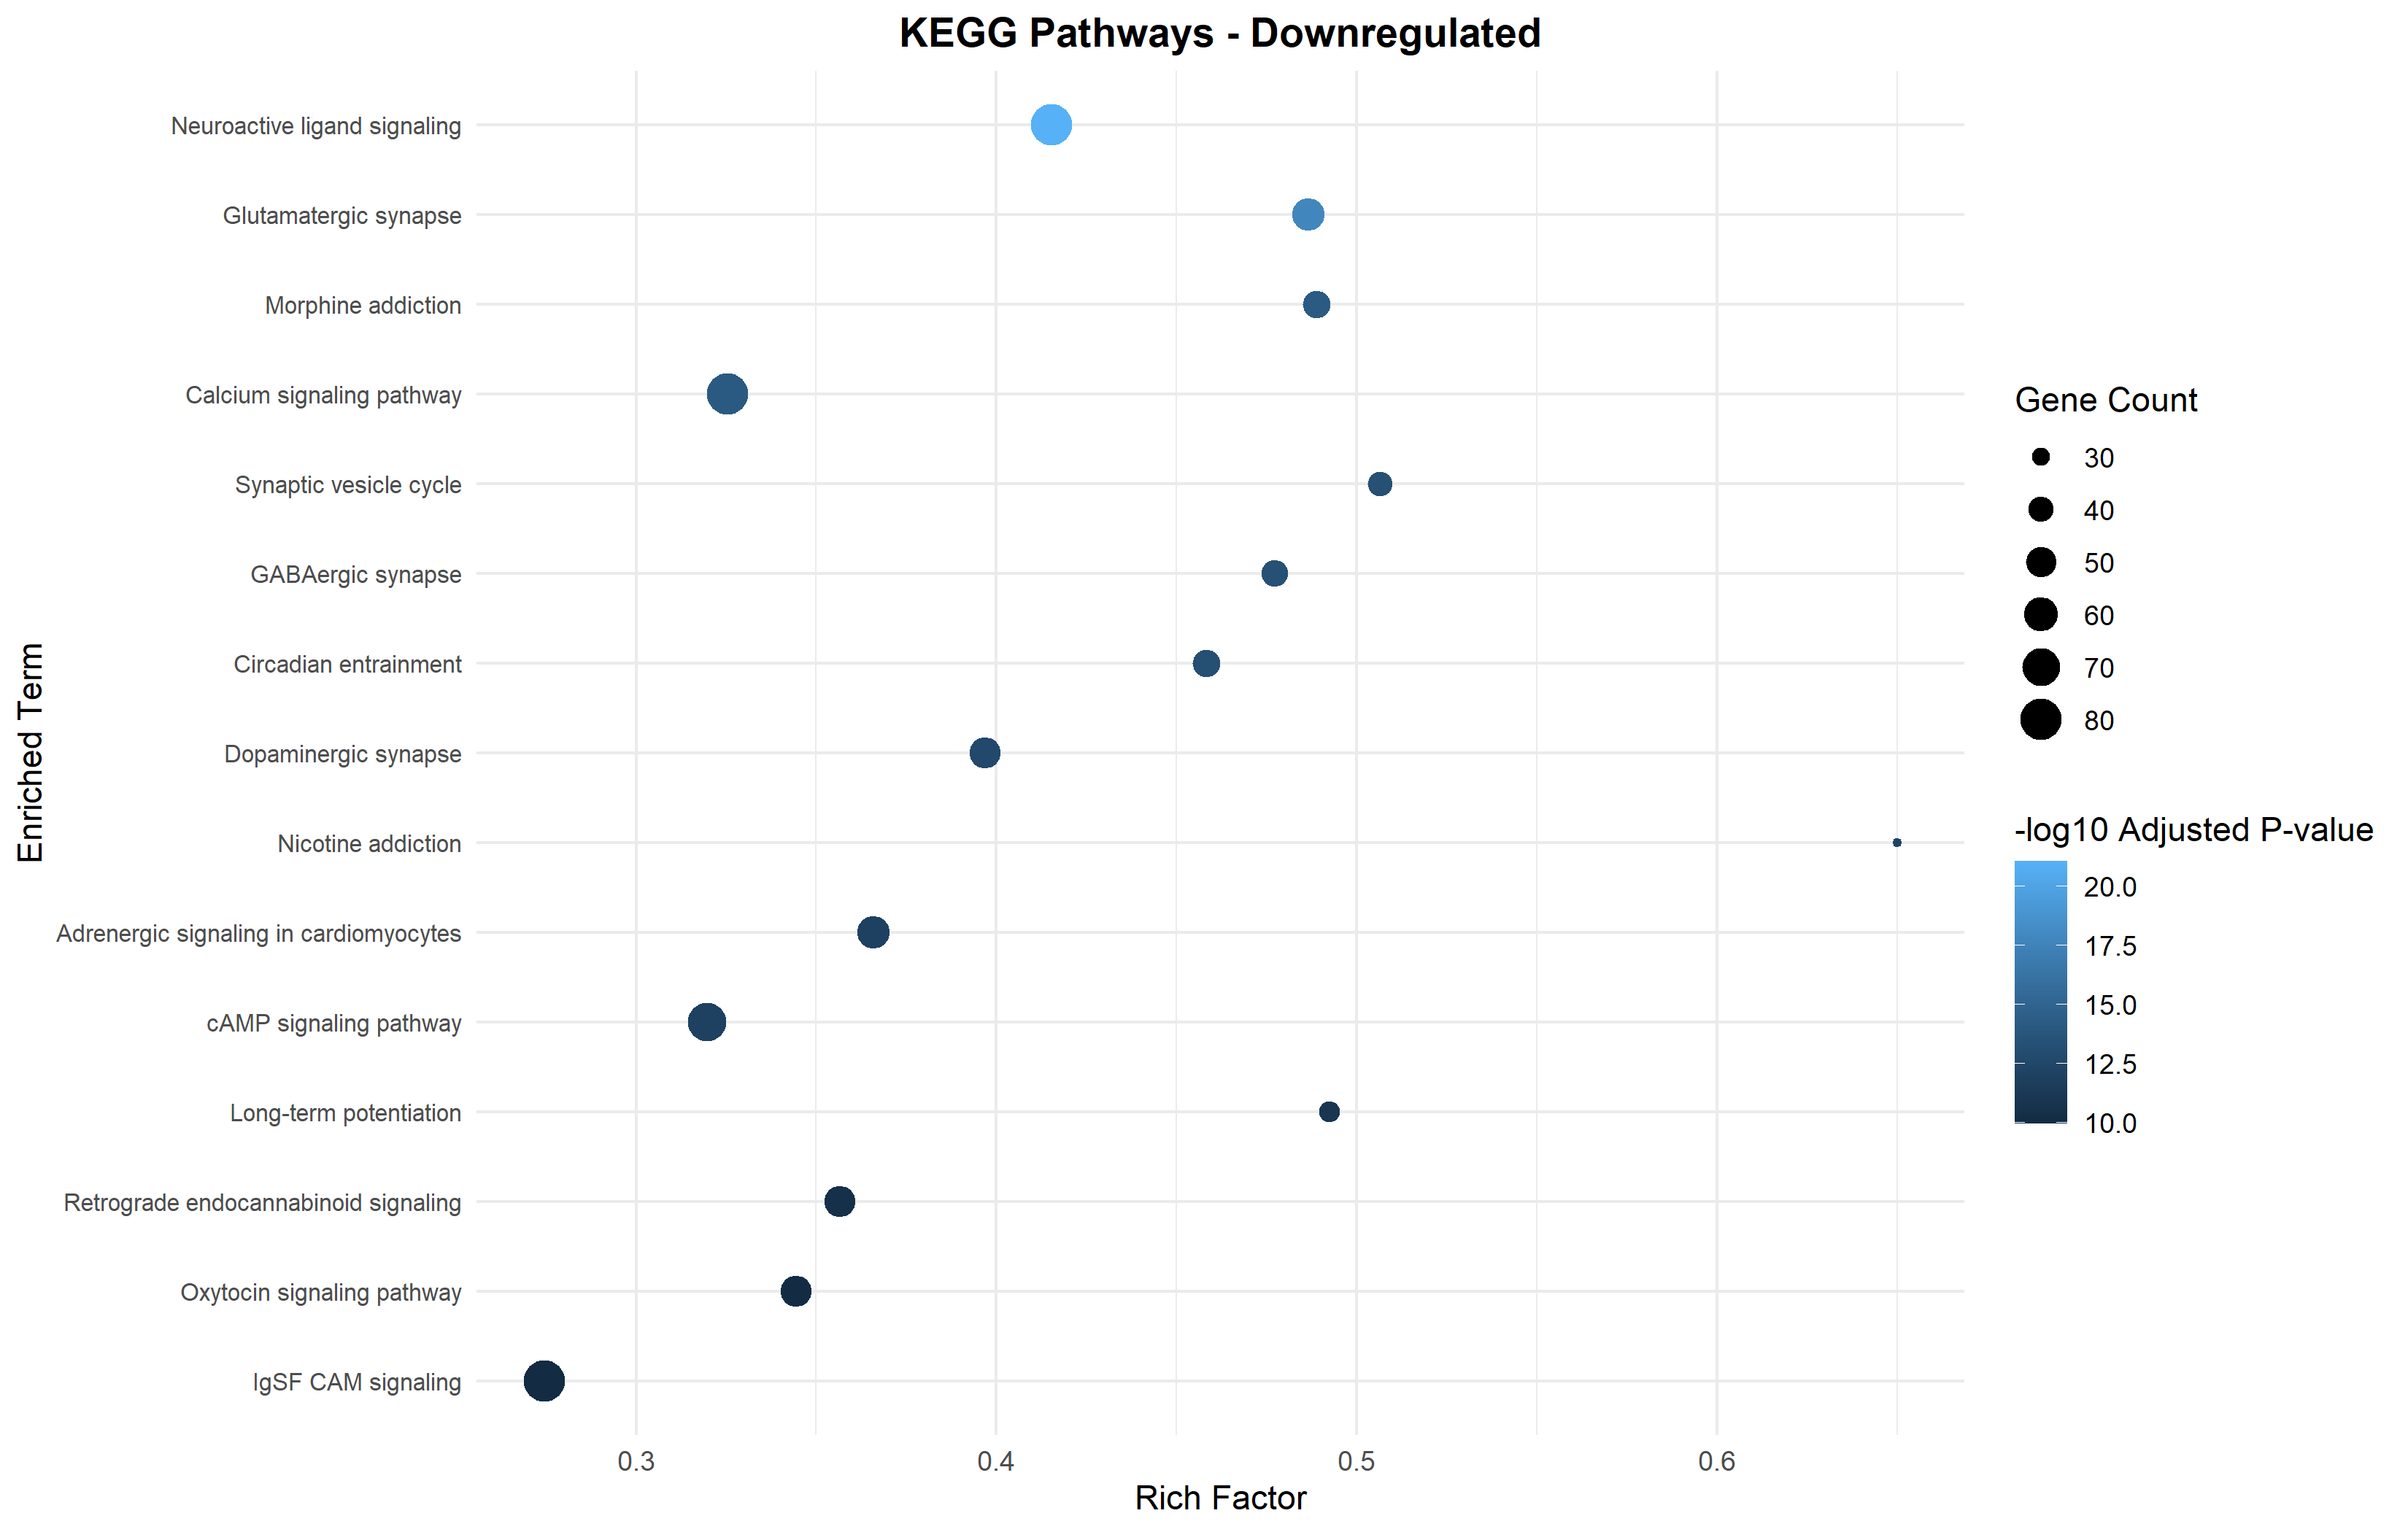 KEGG Pathways - Downregulated
Enriched Term
Neuroactive ligand signaling
Glutamatergic synapse
Morphine addiction
Calcium signaling pathway
Synaptic vesicle cycle
GABAergic synapse
Circadian entrainment
Dopaminergic synapse
Nicotine addiction
Adrenergic signaling in cardiomyocytes
cAMP signaling pathway
Long-term potentiation
Retrograde endocannabinoid signaling
Oxytocin signaling pathway
IgSF CAM signaling
0.3 0.4 0.5 0.6
Rich Factor
Gene Count
30
40
50
60
70
80
-log10 Adjusted P-value
20.0
17.5
15.0
12.5
10.0